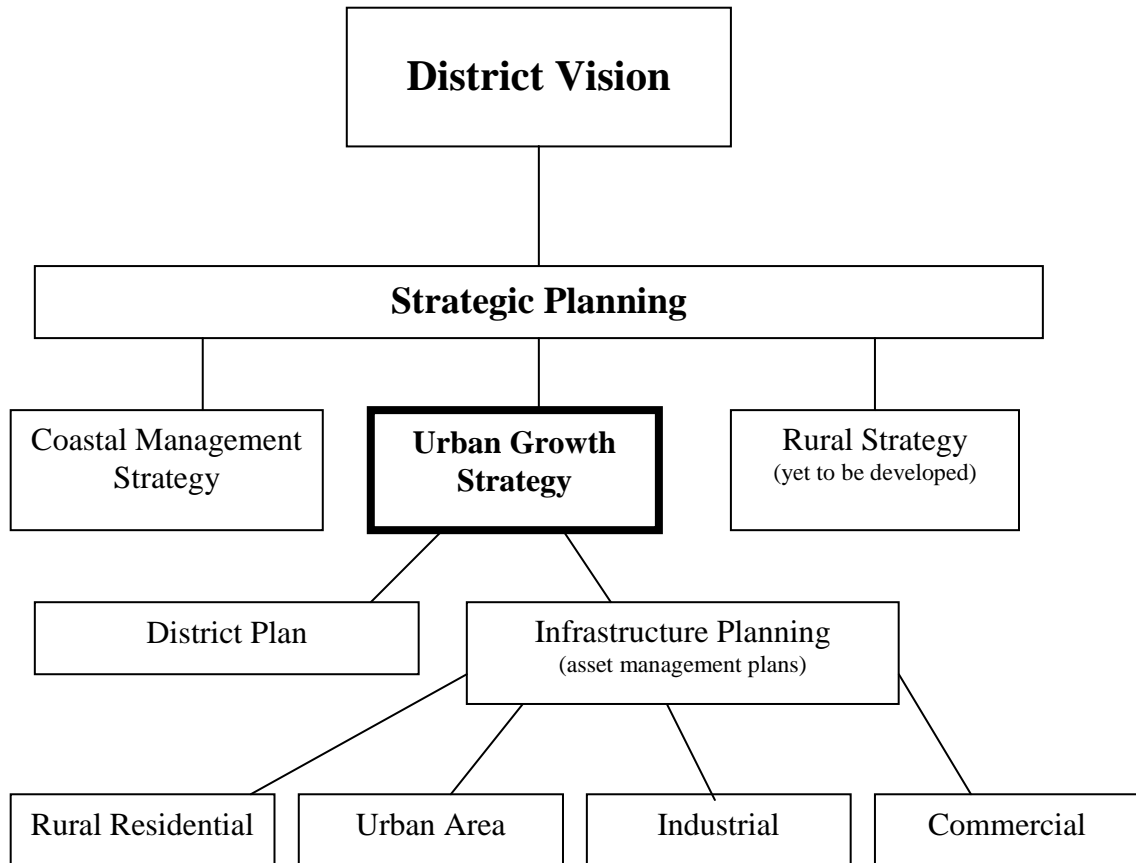 District Vision
Strategic Planning
Coastal Management
Strategy
Urban Growth
Strategy
Rural Strategy
(yet to be developed)
District Plan
Infrastructure Planning
(asset management plans)
Rural Residential
Urban Area
Industrial
Commercial